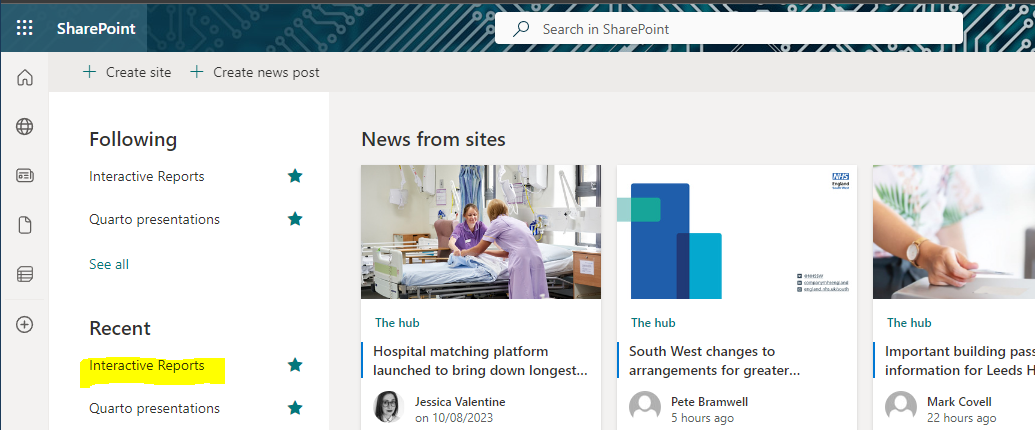 SharePoint
Search in SharePoint
Create site
Create news post
Following
Interactive Reports
Quarto presentations
See all
Recent
Interactive Reports
Quarto presentations
News from sites
The hub
Hospital matching platform
launched to bring down longest...
Jessica Valentine
on 10/08/2023
NHS
England
The hub
South West changes to
arrangements for greater...
Pete Bramwell
5 hours ago
The hub
Important building pas
information for Leeds H
Mark Covell
22 hours ago